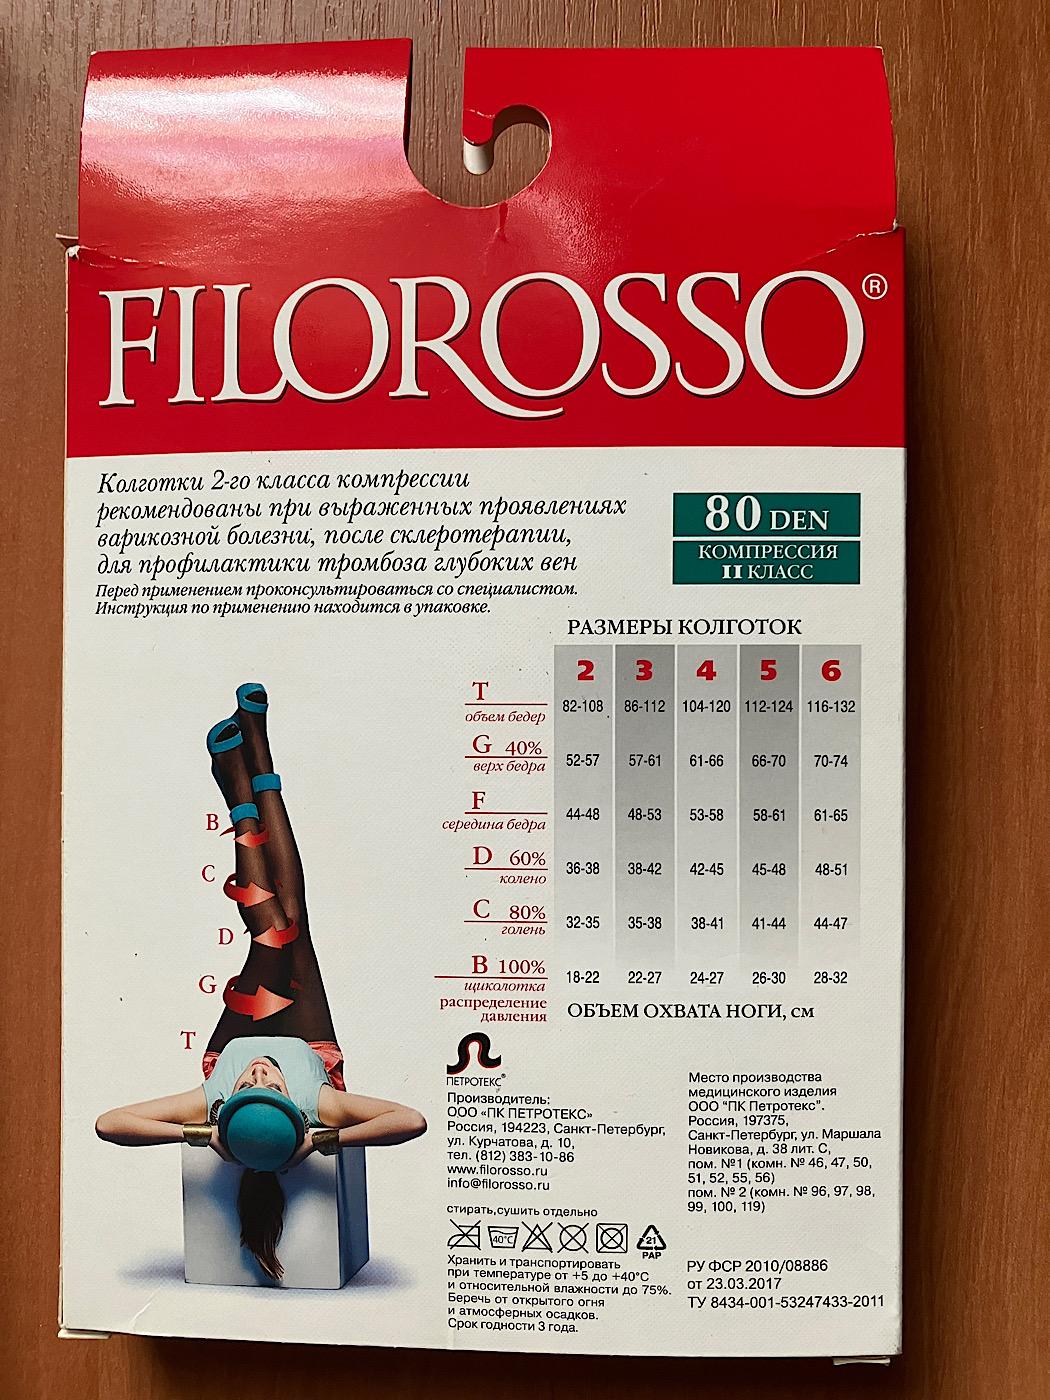 FILOROSSO®
Колготки 2-го класса компрессии
рекомендованы при выраженных проявлениях
варикозной болезни, после склеротерапии,
для профилактики тромбоза глубоких вен
Перед применением проконсультироваться со специалистом.
Инструкция по применению находится в упаковке.
80 DEN
КОМПРЕССИЯ
II КЛАСС
РАЗМЕРЫ КОЛГОТОК
2 3 4 5 6
T 82-108 86-112 104-120 112-124 116-132
объем бедер
G 40% 52-57 57-61 61-66 66-70 70-74
верх бедра
F 44-48 48-53 53-58 58-61 61-65
середина бедра
D 60% 36-38 38-42 42-45 45-48 48-51
колено
C 80% 32-35 35-38 38-41 41-44 44-47
голень
B 100% 18-22 22-27 24-27 26-30 28-32
щиколотка
распределение
давления
ОБЪЕМ ОХВАТА НОГИ, см
B
C
D
G
T
ПЕТРОТЕКС®
Производитель:
ООО «ПК ПЕТРОТЕКС»
Россия, 194223, Санкт-Петербург,
ул. Курчатова, д. 10,
тел. (812) 383-10-86
www.filorosso.ru
info@filorosso.ru
стирать,сушить отдельно
40°C
21
PAP
Хранить и транспортировать
при температуре от +5 до +40°C
и относительной влажности до 75%.
Беречь от открытого огня
и атмосферных осадков.
Срок годности 3 года.
Место производства
медицинского изделия
ООО "ПК Петротекс".
Россия, 197375,
Санкт-Петербург, ул. Маршала
Новикова, д. 38 лит. С,
пом. №1 (комн. № 46, 47, 50,
51, 52, 55, 56)
пом. № 2 (комн. № 96, 97, 98,
99, 100, 119)
РУ ФСР 2010/08886
от 23.03.2017
ТУ 8434-001-53247433-2011